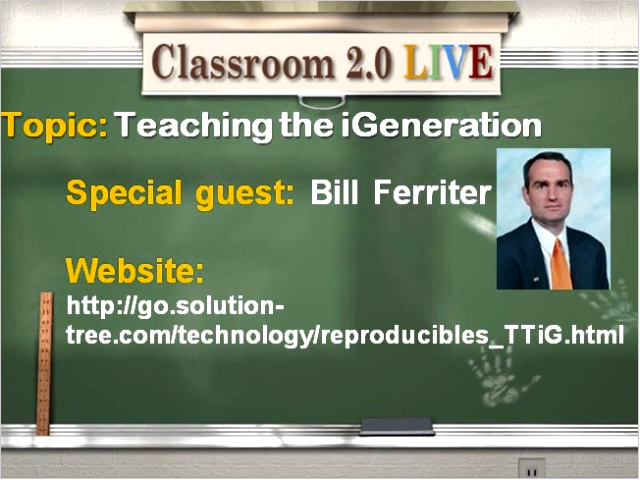 Classroom 2.0 LIVE
Topic: Teaching the iGeneration
Special guest: Bill Ferriter
Website:
http://go.solution-
tree.com/technology/reproducibles_TTiG.html